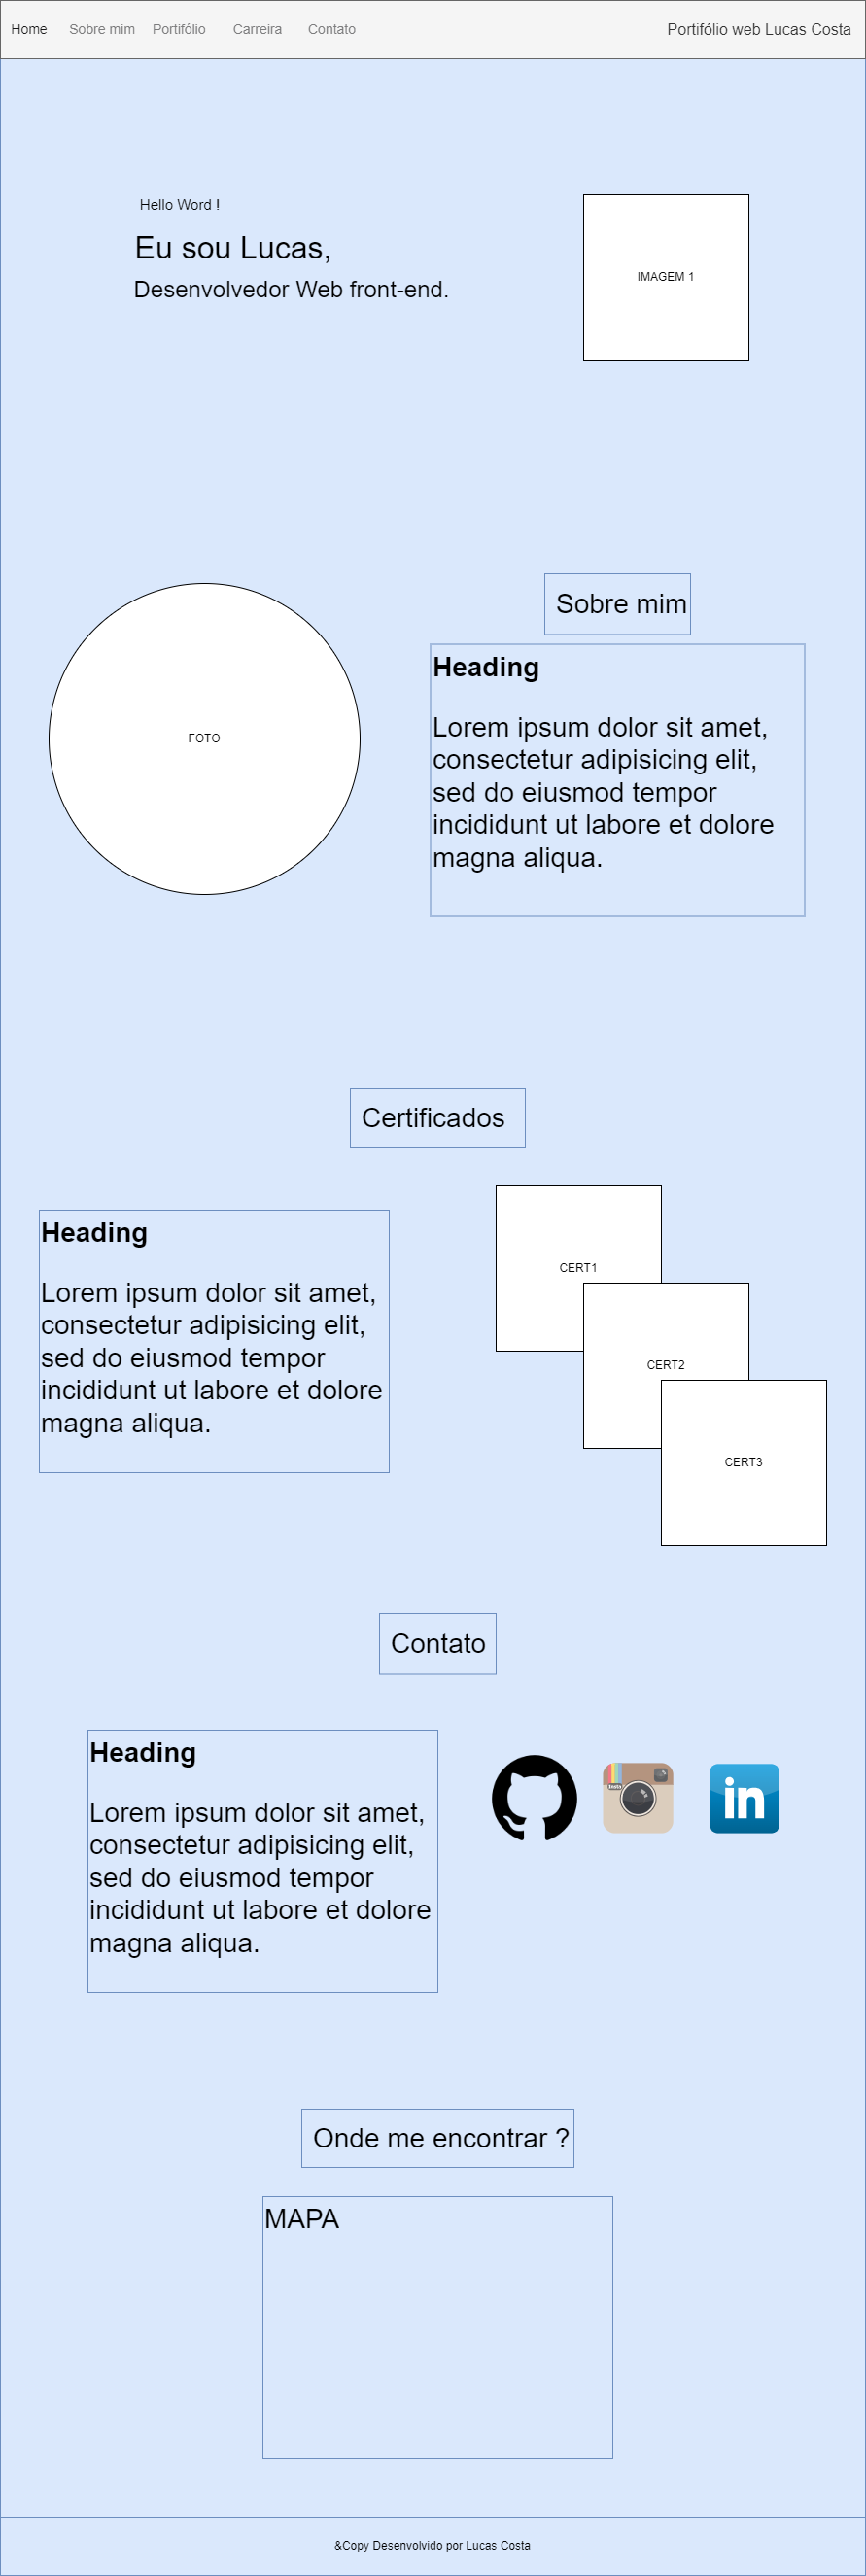 Home Sobre mim Portifólio Carreira Contato Portifólio web Lucas Costa
Hello Word !
Eu sou Lucas,
Desenvolvedor Web front-end.
IMAGEM 1
FOTO
Sobre mim
Heading
Lorem ipsum dolor sit amet,
consectetur adipisicing elit,
sed do eiusmod tempor
incididunt ut labore et dolore
magna aliqua.
Certificados
Heading
Lorem ipsum dolor sit amet,
consectetur adipisicing elit,
sed do eiusmod tempor
incididunt ut labore et dolore
magna aliqua.
CERT1
CERT2
CERT3
Contato
Heading
Lorem ipsum dolor sit amet,
consectetur adipisicing elit,
sed do eiusmod tempor
incididunt ut labore et dolore
magna aliqua.
Insta
in
Onde me encontrar ?
MAPA
&Copy Desenvolvido por Lucas Costa